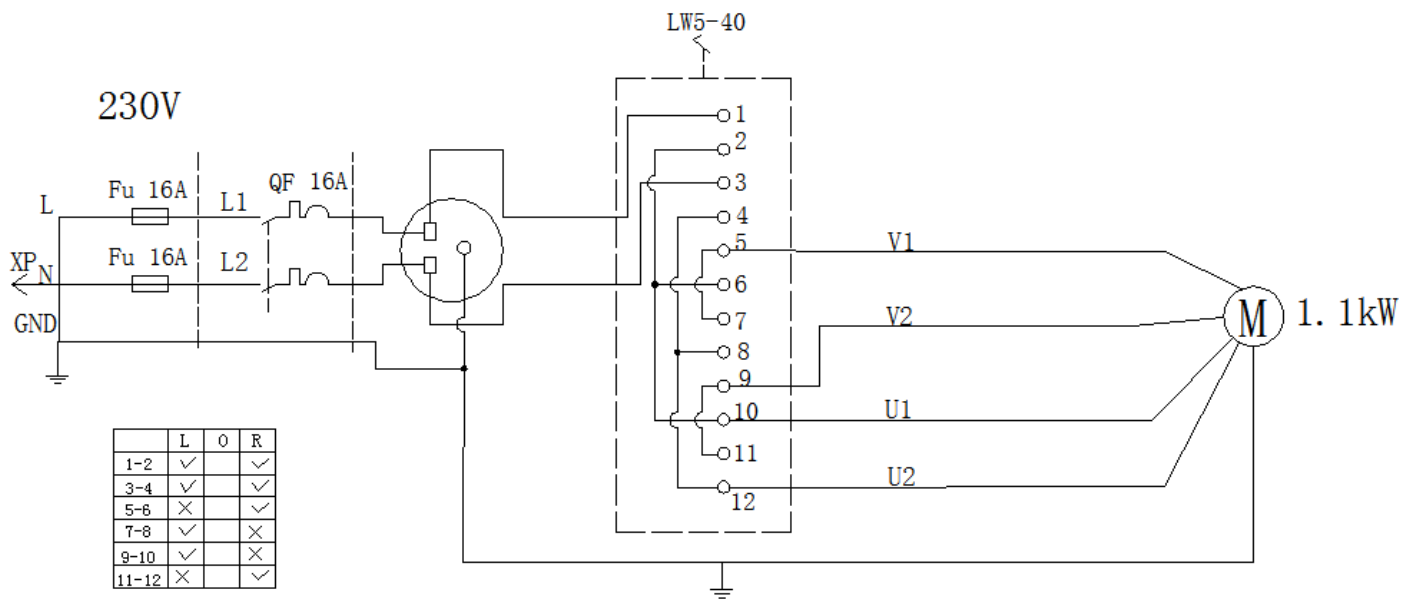 LW5-40
230V
1
2
3
4
5
6
7
8
9
10
11
12
Fu 16A
L1
QF 16A
L
Fu 16A
L2
XP
N
GND
V1
V2
U1
U2
M
1.1kW
L 0 R
1-2 ✓ ✓
3-4 ✓ ✓
5-6 × ✓
7-8 ✓ ×
9-10 ✓ ×
11-12 × ✓